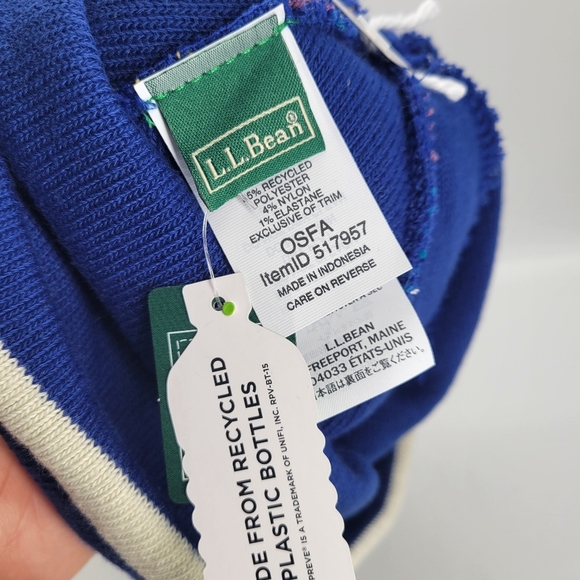 L.L.Bean®
5% RECYCLED
POLYESTER
4% NYLON
1% ELASTANE
EXCLUSIVE OF TRIM
OSFA
ItemID 517957
MADE IN INDONESIA
CARE ON REVERSE
L.L.BEAN
FREEPORT, MAINE
04033 ÉTATS-UNIS
日本語は裏面をご覧ください。
DE FROM RECYCLED
PLASTIC BOTTLES
PREVE® IS A TRADEMARK OF UNIFI, INC. RPV-BT-15